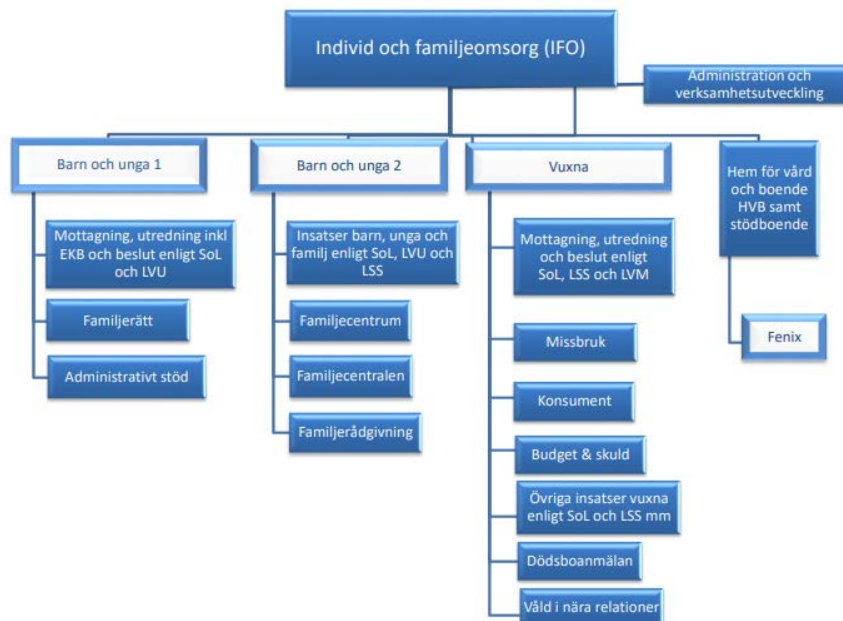 Individ och familjeomsorg (IFO)
Administration och
verksamhetsutveckling
Barn och unga 1
Mottagning, utredning inkl
EKB och beslut enligt SoL
och LVU
Familjerätt
Administrativt stöd
Barn och unga 2
Insatser barn, unga och
familj enligt SoL, LVU och
LSS
Familjecentrum
Familjecentralen
Familjerådgivning
Vuxna
Mottagning, utredning
och beslut enligt
SoL, LSS och LVM
Missbruk
Konsument
Budget & skuld
Övriga insatser vuxna
enligt SoL och LSS mm
Dödsboanmälan
Våld i nära relationer
Hem för vård
och boende
HVB samt
stödboende
Fenix